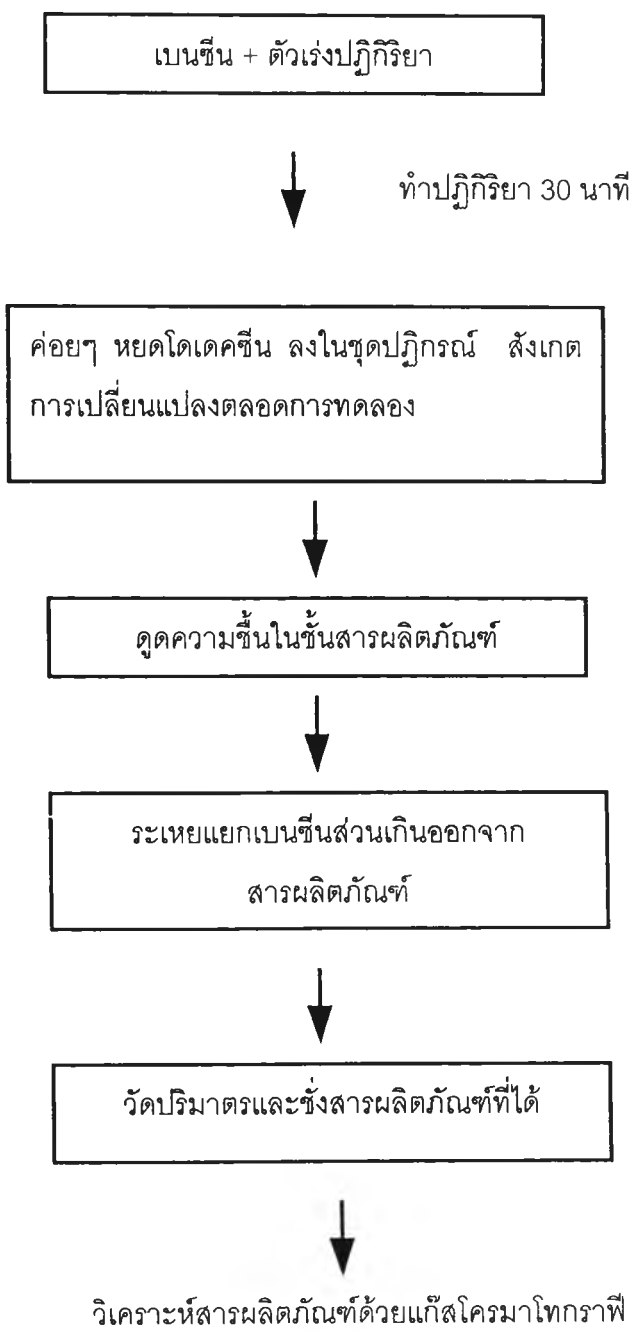 เบนซีน + ตัวเร่งปฏิกิริยา
ทำปฏิกิริยา 30 นาที
ค่อยๆ หยดโดเดคซีน ลงในชุดปฏิกรณ์ สังเกต
การเปลี่ยนแปลงตลอดการทดลอง
ดูดความชื้นในชั้นสารผลิตภัณฑ์
ระเหยแยกเบนซีนส่วนเกินออกจาก
สารผลิตภัณฑ์
วัดปริมาตรและชั่งสารผลิตภัณฑ์ที่ได้
วิเคราะห์สารผลิตภัณฑ์ด้วยแก๊สโครมาโทกราฟี